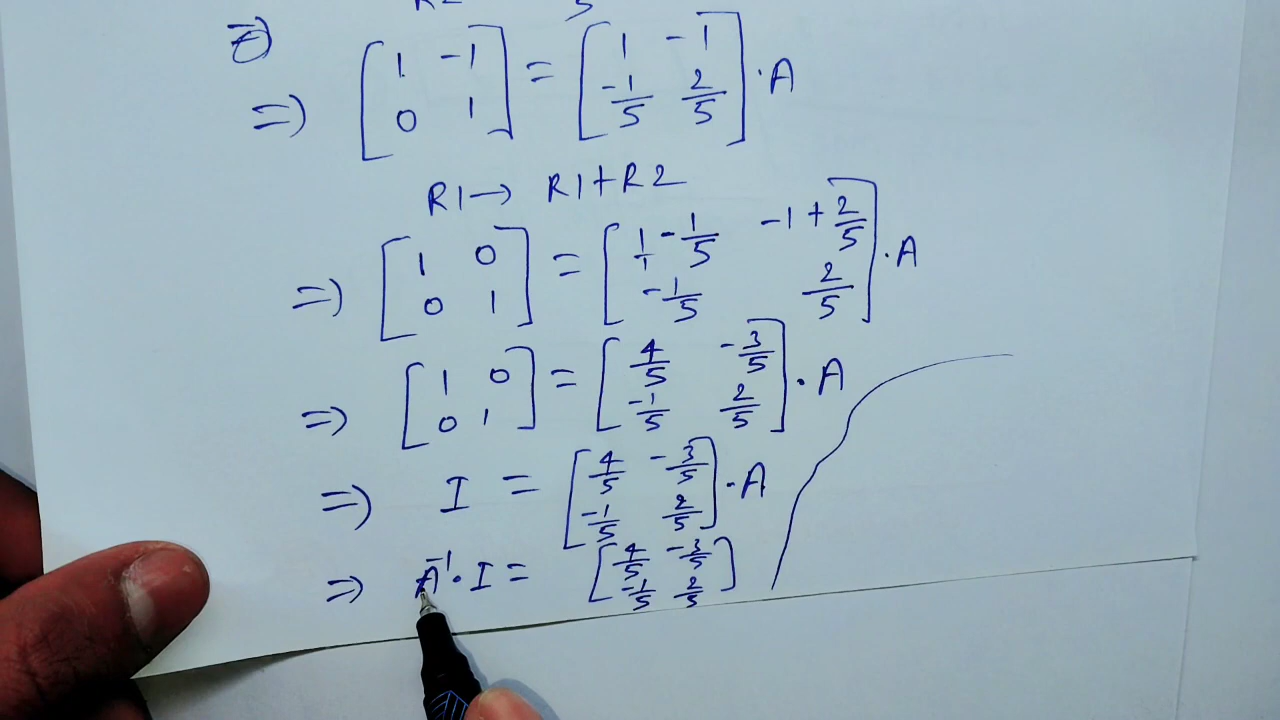 ⇒ [1 -1; 0 1] = [1 -1; -1/5 2/5] · A
R1 → R1+R2
⇒ [1 0; 0 1] = [1/1 - 1/5 -1 + 2/5; -1/5 2/5] · A
⇒ [1 0; 0 1] = [4/5 -3/5; -1/5 2/5] · A
⇒ I = [4/5 -3/5; -1/5 2/5] · A
⇒ A⁻¹ · I = [4/5 -3/5; -1/5 2/5]